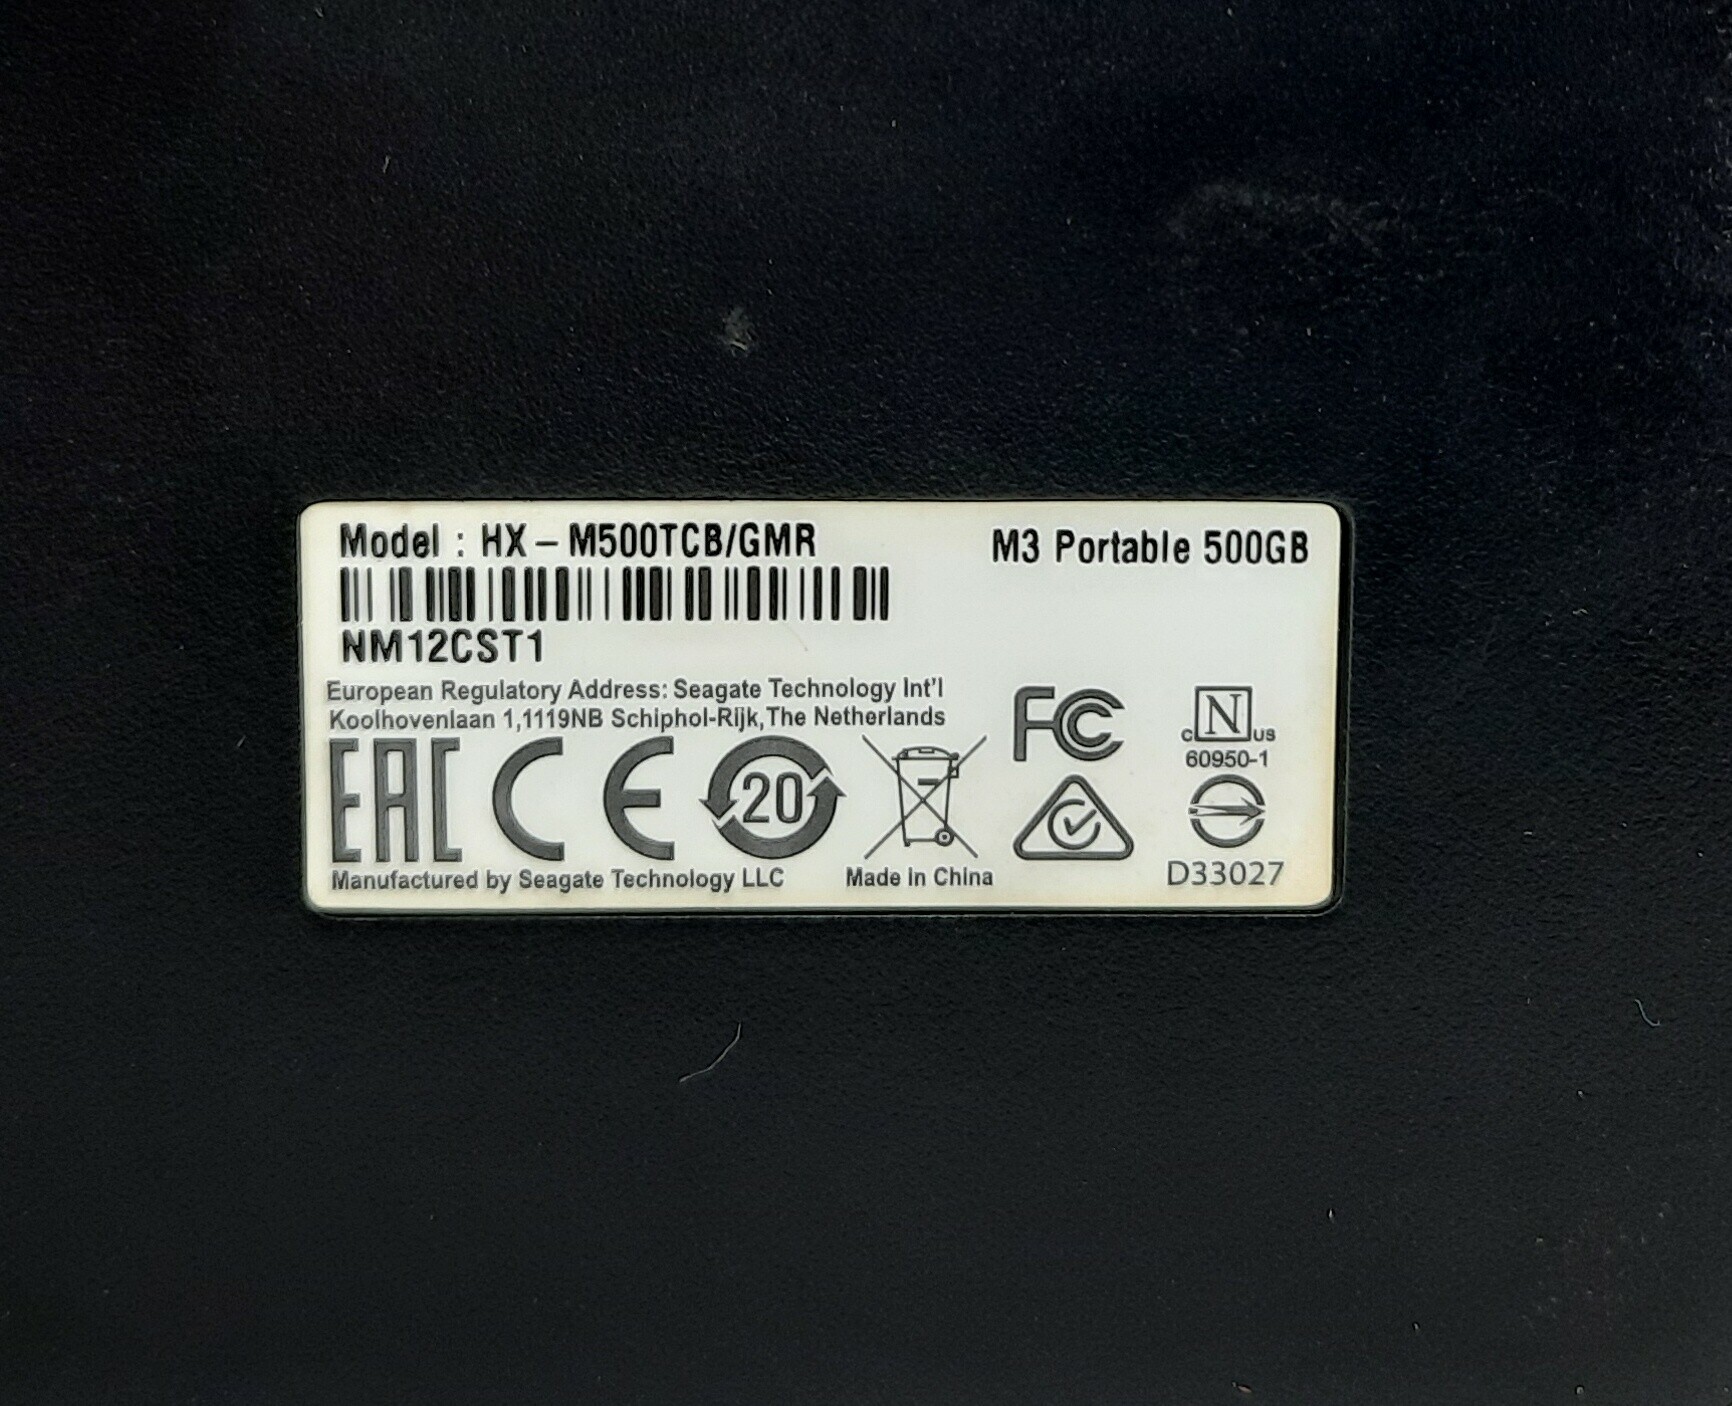 Model : HX – M500TCB/GMR
M3 Portable 500GB
NM12CST1
European Regulatory Address: Seagate Technology Int'l
Koolhovenlaan 1,1119NB Schiphol-Rijk,The Netherlands
FC
N
c us
60950-1
EAC CE 20
D33027
Manufactured by Seagate Technology LLC
Made in China